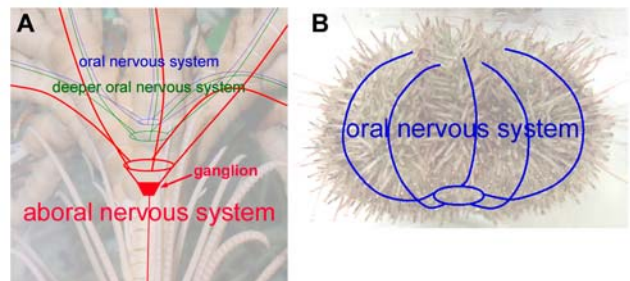 A
oral nervous system
deeper oral nervous system
ganglion
aboral nervous system
B
oral nervous system